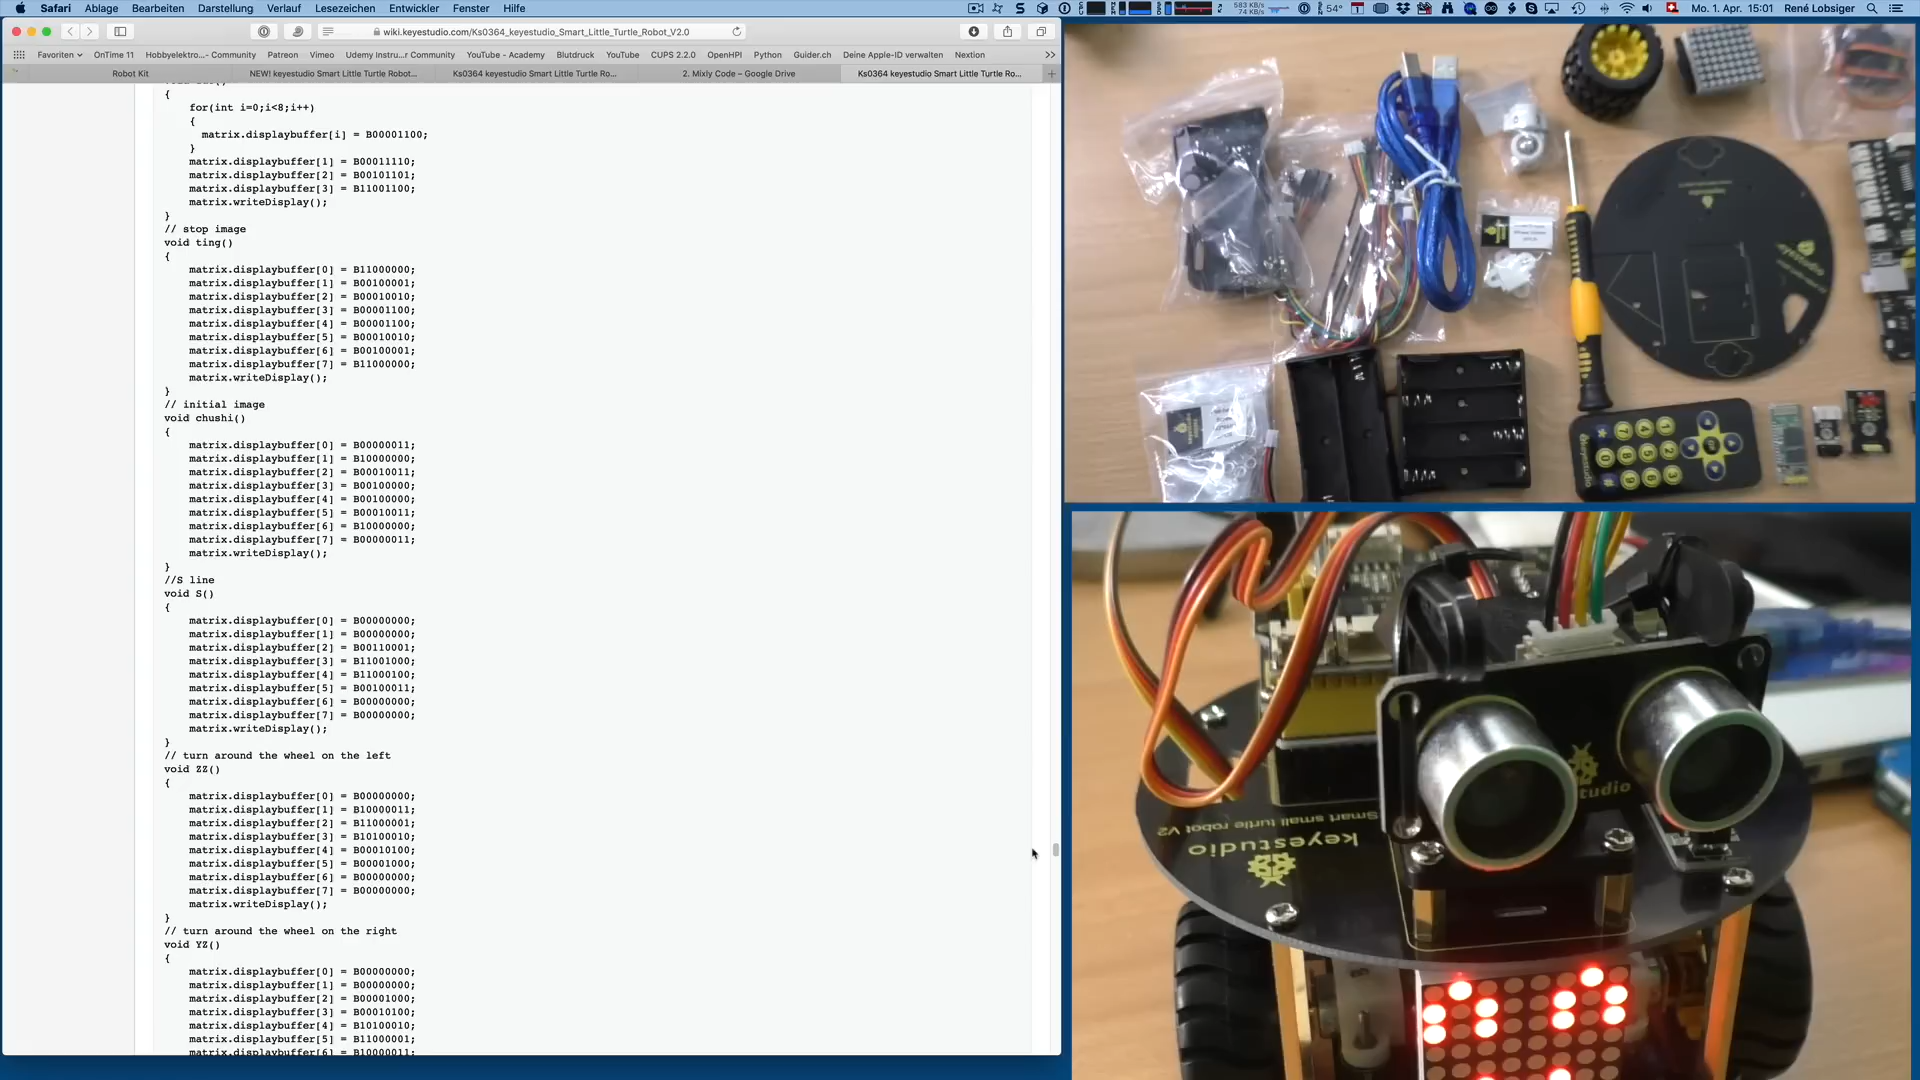 Safari Ablage Bearbeiten Darstellung Verlauf Lesezeichen Entwickler Fenster Hilfe
583 KB/s
74 KB/s
54° Mo. 1. Apr. 15:01 René Lobsiger
wiki.keyestudio.com/Ks0364_keyestudio_Smart_Little_Turtle_Robot_V2.0
Favoriten OnTime 11 Hobbyelektro... - Community Patreon Vimeo Udemy Instru...r Community YouTube - Academy Blutdruck YouTube CUPS 2.2.0 OpenHPI Python Guider.ch Deine Apple-ID verwalten Nextion
Robot Kit NEW! keyestudio Smart Little Turtle Robot... Ks0364 keyestudio Smart Little Turtle Ro... 2. Mixly Code – Google Drive Ks0364 keyestudio Smart Little Turtle Ro...
{
for(int i=0;i<8;i++)
{
matrix.displaybuffer[i] = B00001100;
}
matrix.displaybuffer[1] = B00011110;
matrix.displaybuffer[2] = B00101101;
matrix.displaybuffer[3] = B11001100;
matrix.writeDisplay();
}
// stop image
void ting()
{
matrix.displaybuffer[0] = B11000000;
matrix.displaybuffer[1] = B00100001;
matrix.displaybuffer[2] = B00010010;
matrix.displaybuffer[3] = B00001100;
matrix.displaybuffer[4] = B00001100;
matrix.displaybuffer[5] = B00010010;
matrix.displaybuffer[6] = B00100001;
matrix.displaybuffer[7] = B11000000;
matrix.writeDisplay();
}
// initial image
void chushi()
{
matrix.displaybuffer[0] = B00000011;
matrix.displaybuffer[1] = B10000000;
matrix.displaybuffer[2] = B00010011;
matrix.displaybuffer[3] = B00100000;
matrix.displaybuffer[4] = B00100000;
matrix.displaybuffer[5] = B00010011;
matrix.displaybuffer[6] = B10000000;
matrix.displaybuffer[7] = B00000011;
matrix.writeDisplay();
}
//S line
void S()
{
matrix.displaybuffer[0] = B00000000;
matrix.displaybuffer[1] = B00000000;
matrix.displaybuffer[2] = B00110001;
matrix.displaybuffer[3] = B11001000;
matrix.displaybuffer[4] = B11000100;
matrix.displaybuffer[5] = B00100011;
matrix.displaybuffer[6] = B00000000;
matrix.displaybuffer[7] = B00000000;
matrix.writeDisplay();
}
// turn around the wheel on the left
void ZZ()
{
matrix.displaybuffer[0] = B00000000;
matrix.displaybuffer[1] = B10000011;
matrix.displaybuffer[2] = B11000001;
matrix.displaybuffer[3] = B10100010;
matrix.displaybuffer[4] = B00010100;
matrix.displaybuffer[5] = B00001000;
matrix.displaybuffer[6] = B00000000;
matrix.displaybuffer[7] = B00000000;
matrix.writeDisplay();
}
// turn around the wheel on the right
void YZ()
{
matrix.displaybuffer[0] = B00000000;
matrix.displaybuffer[1] = B00000000;
matrix.displaybuffer[2] = B00001000;
matrix.displaybuffer[3] = B00010100;
matrix.displaybuffer[4] = B10100010;
matrix.displaybuffer[5] = B11000001;
matrix.displaybuffer[6] = B10000011;
Smart small turtle robot V2
keyestudio